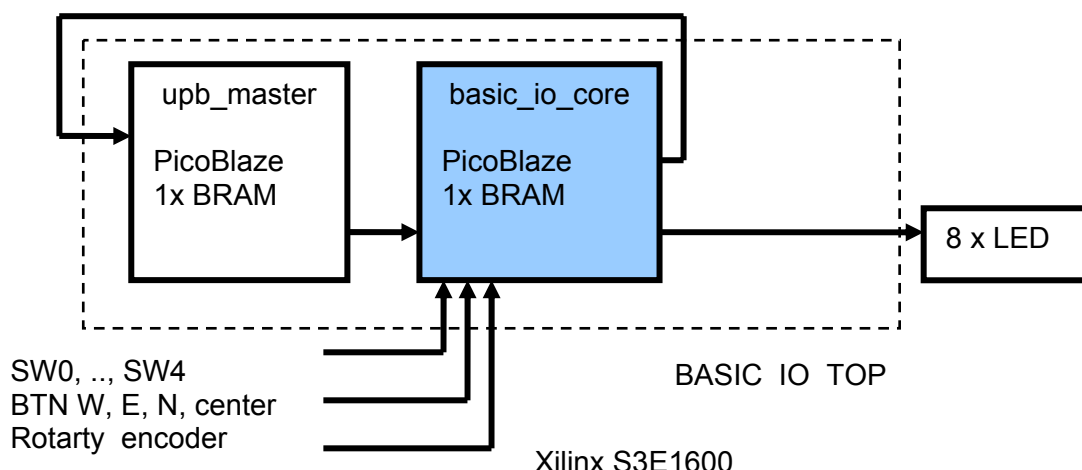 upb_master
PicoBlaze
1x BRAM
basic_io_core
PicoBlaze
1x BRAM
8 x LED
SW0, .., SW4
BTN W, E, N, center
Rotarty encoder
BASIC IO TOP
Xilinx S3E1600